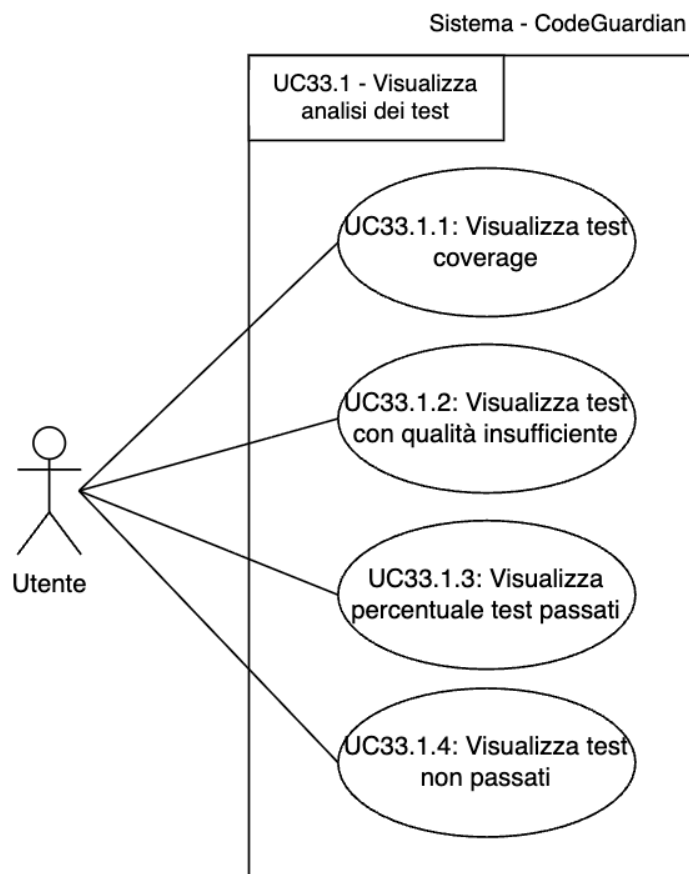 Sistema - CodeGuardian
UC33.1 - Visualizza
analisi dei test
UC33.1.1: Visualizza test
coverage
UC33.1.2: Visualizza test
con qualità insufficiente
Utente
UC33.1.3: Visualizza
percentuale test passati
UC33.1.4: Visualizza test
non passati